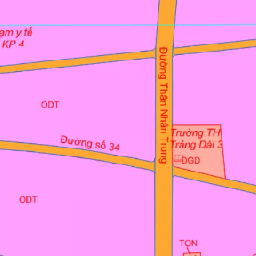 ạm y tế
KP 4
Đường Thân Nhân Trung
ODT
Trường TH
Trảng Dài 3
Đường số 34
DGD
ODT
TON